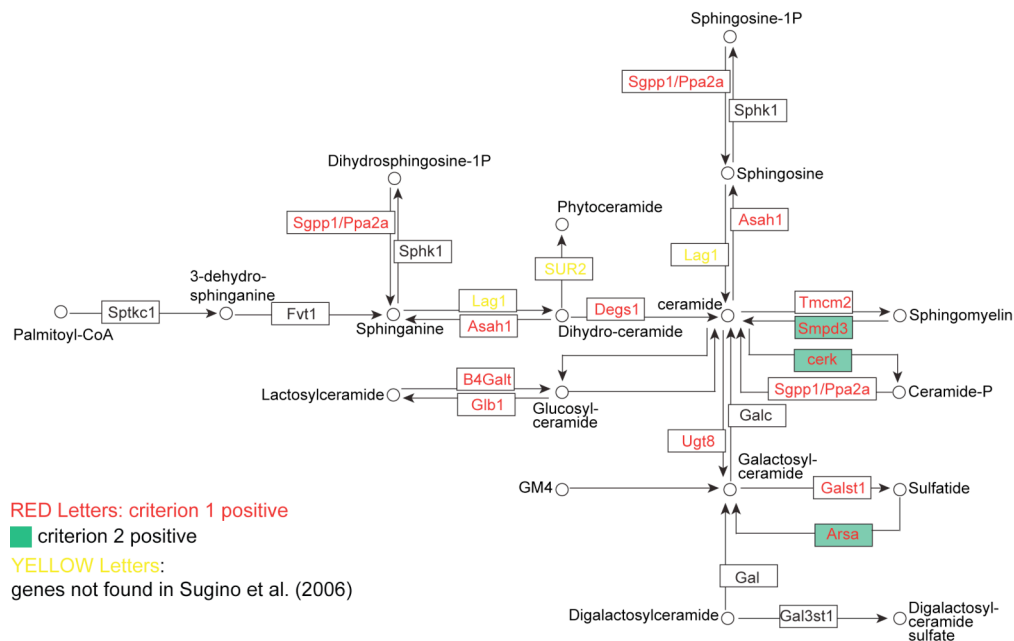 Sphingosine-1P
Sgpp1/Ppa2a
Sphk1
Dihydrosphingosine-1P
Sphingosine
Phytoceramide
Sgpp1/Ppa2a
Asah1
Sphk1
Lag1
SUR2
3-dehydro-
sphinganine
Lag1
Degs1
ceramide
Tmcm2
Sptkc1
Fvt1
Palmitoyl-CoA
Sphinganine
Asah1
Dihydro-ceramide
Smpd3
Sphingomyelin
cerk
B4Galt
Sgpp1/Ppa2a
Ceramide-P
Lactosylceramide
Glb1
Glucosyl-
ceramide
Galc
Ugt8
Galactosyl-
ceramide
GM4
Galst1
Sulfatide
RED Letters: criterion 1 positive
criterion 2 positive
Arsa
YELLOW Letters:
genes not found in Sugino et al. (2006)
Gal
Digalactosylceramide
Gal3st1
Digalactosyl-
ceramide
sulfate